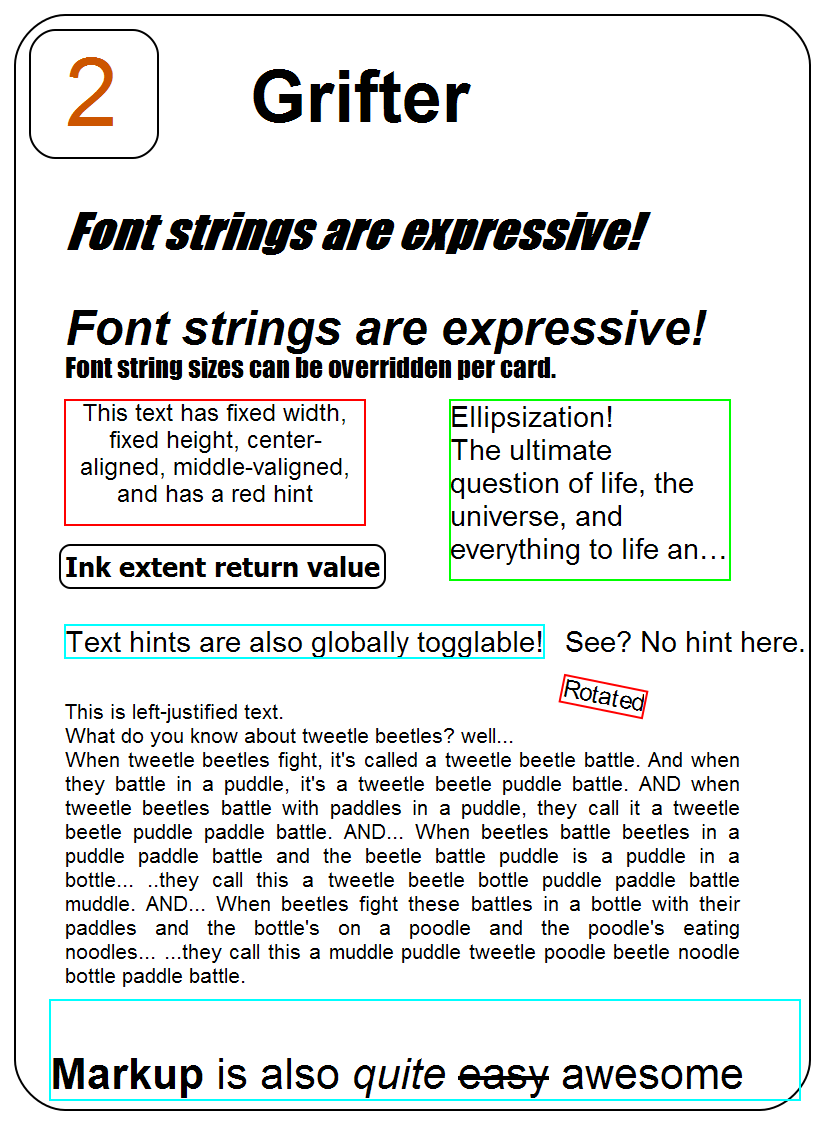 2
Grifter
Font strings are expressive!
Font strings are expressive!
Font string sizes can be overridden per card.
This text has fixed width,
fixed height, center-
aligned, middle-valigned,
and has a red hint
Ellipsization!
The ultimate
question of life, the
universe, and
everything to life an…
Ink extent return value
Text hints are also globally togglable!
See? No hint here.
Rotated
This is left-justified text.
What do you know about tweetle beetles? well...
When tweetle beetles fight, it's called a tweetle beetle battle. And when
they battle in a puddle, it's a tweetle beetle puddle battle. AND when
tweetle beetles battle with paddles in a puddle, they call it a tweetle
beetle puddle paddle battle. AND... When beetles battle beetles in a
puddle paddle battle and the beetle battle puddle is a puddle in a
bottle... ..they call this a tweetle beetle bottle puddle paddle battle
muddle. AND... When beetles fight these battles in a bottle with their
paddles and the bottle's on a poodle and the poodle's eating
noodles... ...they call this a muddle puddle tweetle poodle beetle noodle
bottle paddle battle.
Markup is also quite easy awesome